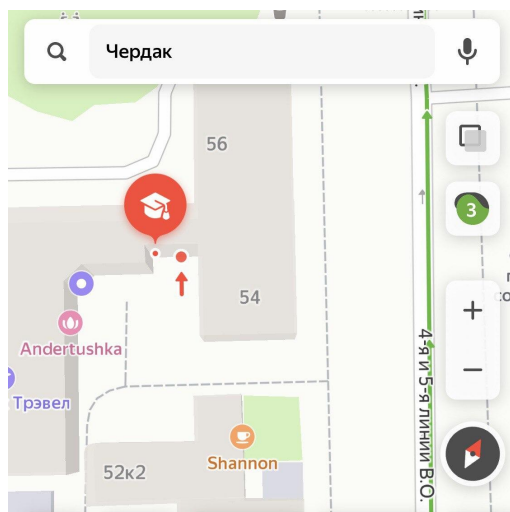 Чердак
56
3
54
Andertushka
Трэвел
4-я и 5-я линии В.О.
Shannon
52к2